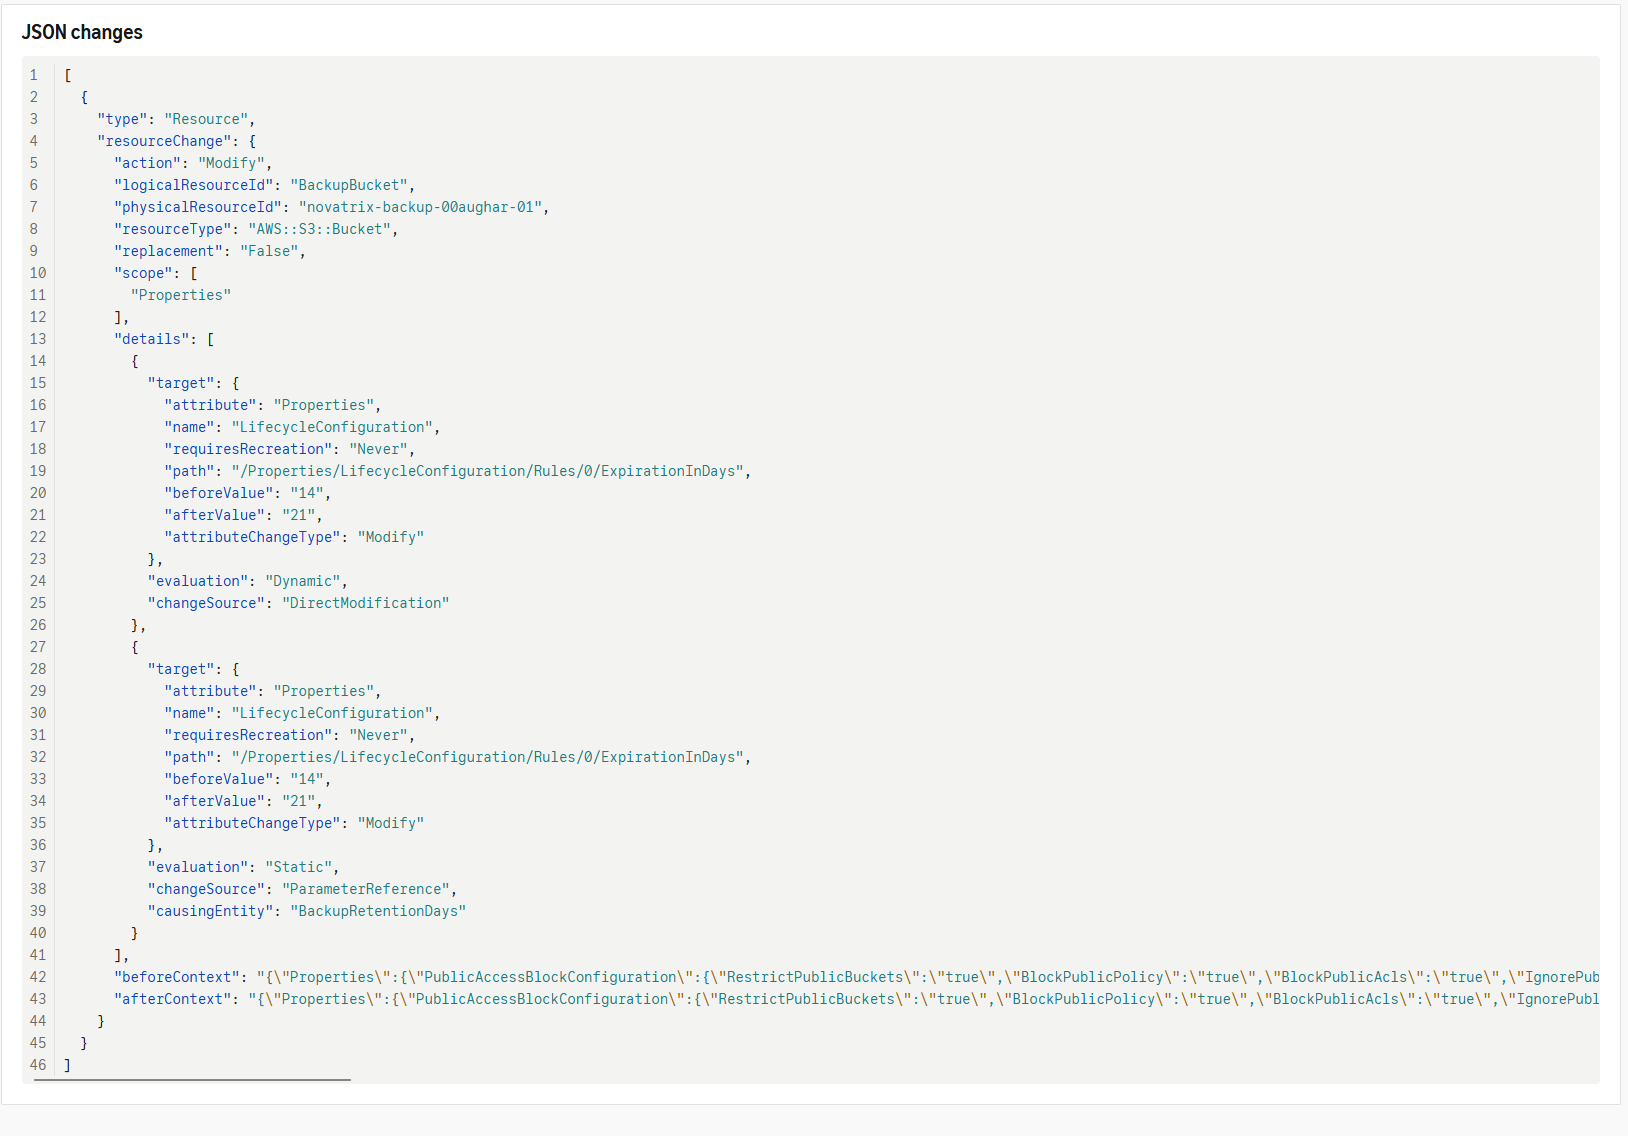 JSON changes
1 [
2   {
3     "type": "Resource",
4     "resourceChange": {
5       "action": "Modify",
6       "logicalResourceId": "BackupBucket",
7       "physicalResourceId": "novatrix-backup-00aughar-01",
8       "resourceType": "AWS::S3::Bucket",
9       "replacement": "False",
10       "scope": [
11         "Properties"
12       ],
13       "details": [
14         {
15           "target": {
16             "attribute": "Properties",
17             "name": "LifecycleConfiguration",
18             "requiresRecreation": "Never",
19             "path": "/Properties/LifecycleConfiguration/Rules/0/ExpirationInDays",
20             "beforeValue": "14",
21             "afterValue": "21",
22             "attributeChangeType": "Modify"
23           },
24           "evaluation": "Dynamic",
25           "changeSource": "DirectModification"
26         },
27         {
28           "target": {
29             "attribute": "Properties",
30             "name": "LifecycleConfiguration",
31             "requiresRecreation": "Never",
32             "path": "/Properties/LifecycleConfiguration/Rules/0/ExpirationInDays",
33             "beforeValue": "14",
34             "afterValue": "21",
35             "attributeChangeType": "Modify"
36           },
37           "evaluation": "Static",
38           "changeSource": "ParameterReference",
39           "causingEntity": "BackupRetentionDays"
40         }
41       ],
42       "beforeContext": "{\"Properties\":{\"PublicAccessBlockConfiguration\":{\"RestrictPublicBuckets\":\"true\",\"BlockPublicPolicy\":\"true\",\"BlockPublicAcls\":\"true\",\"IgnorePub
43       "afterContext": "{\"Properties\":{\"PublicAccessBlockConfiguration\":{\"RestrictPublicBuckets\":\"true\",\"BlockPublicPolicy\":\"true\",\"BlockPublicAcls\":\"true\",\"IgnorePubl
44     }
45   }
46 ]